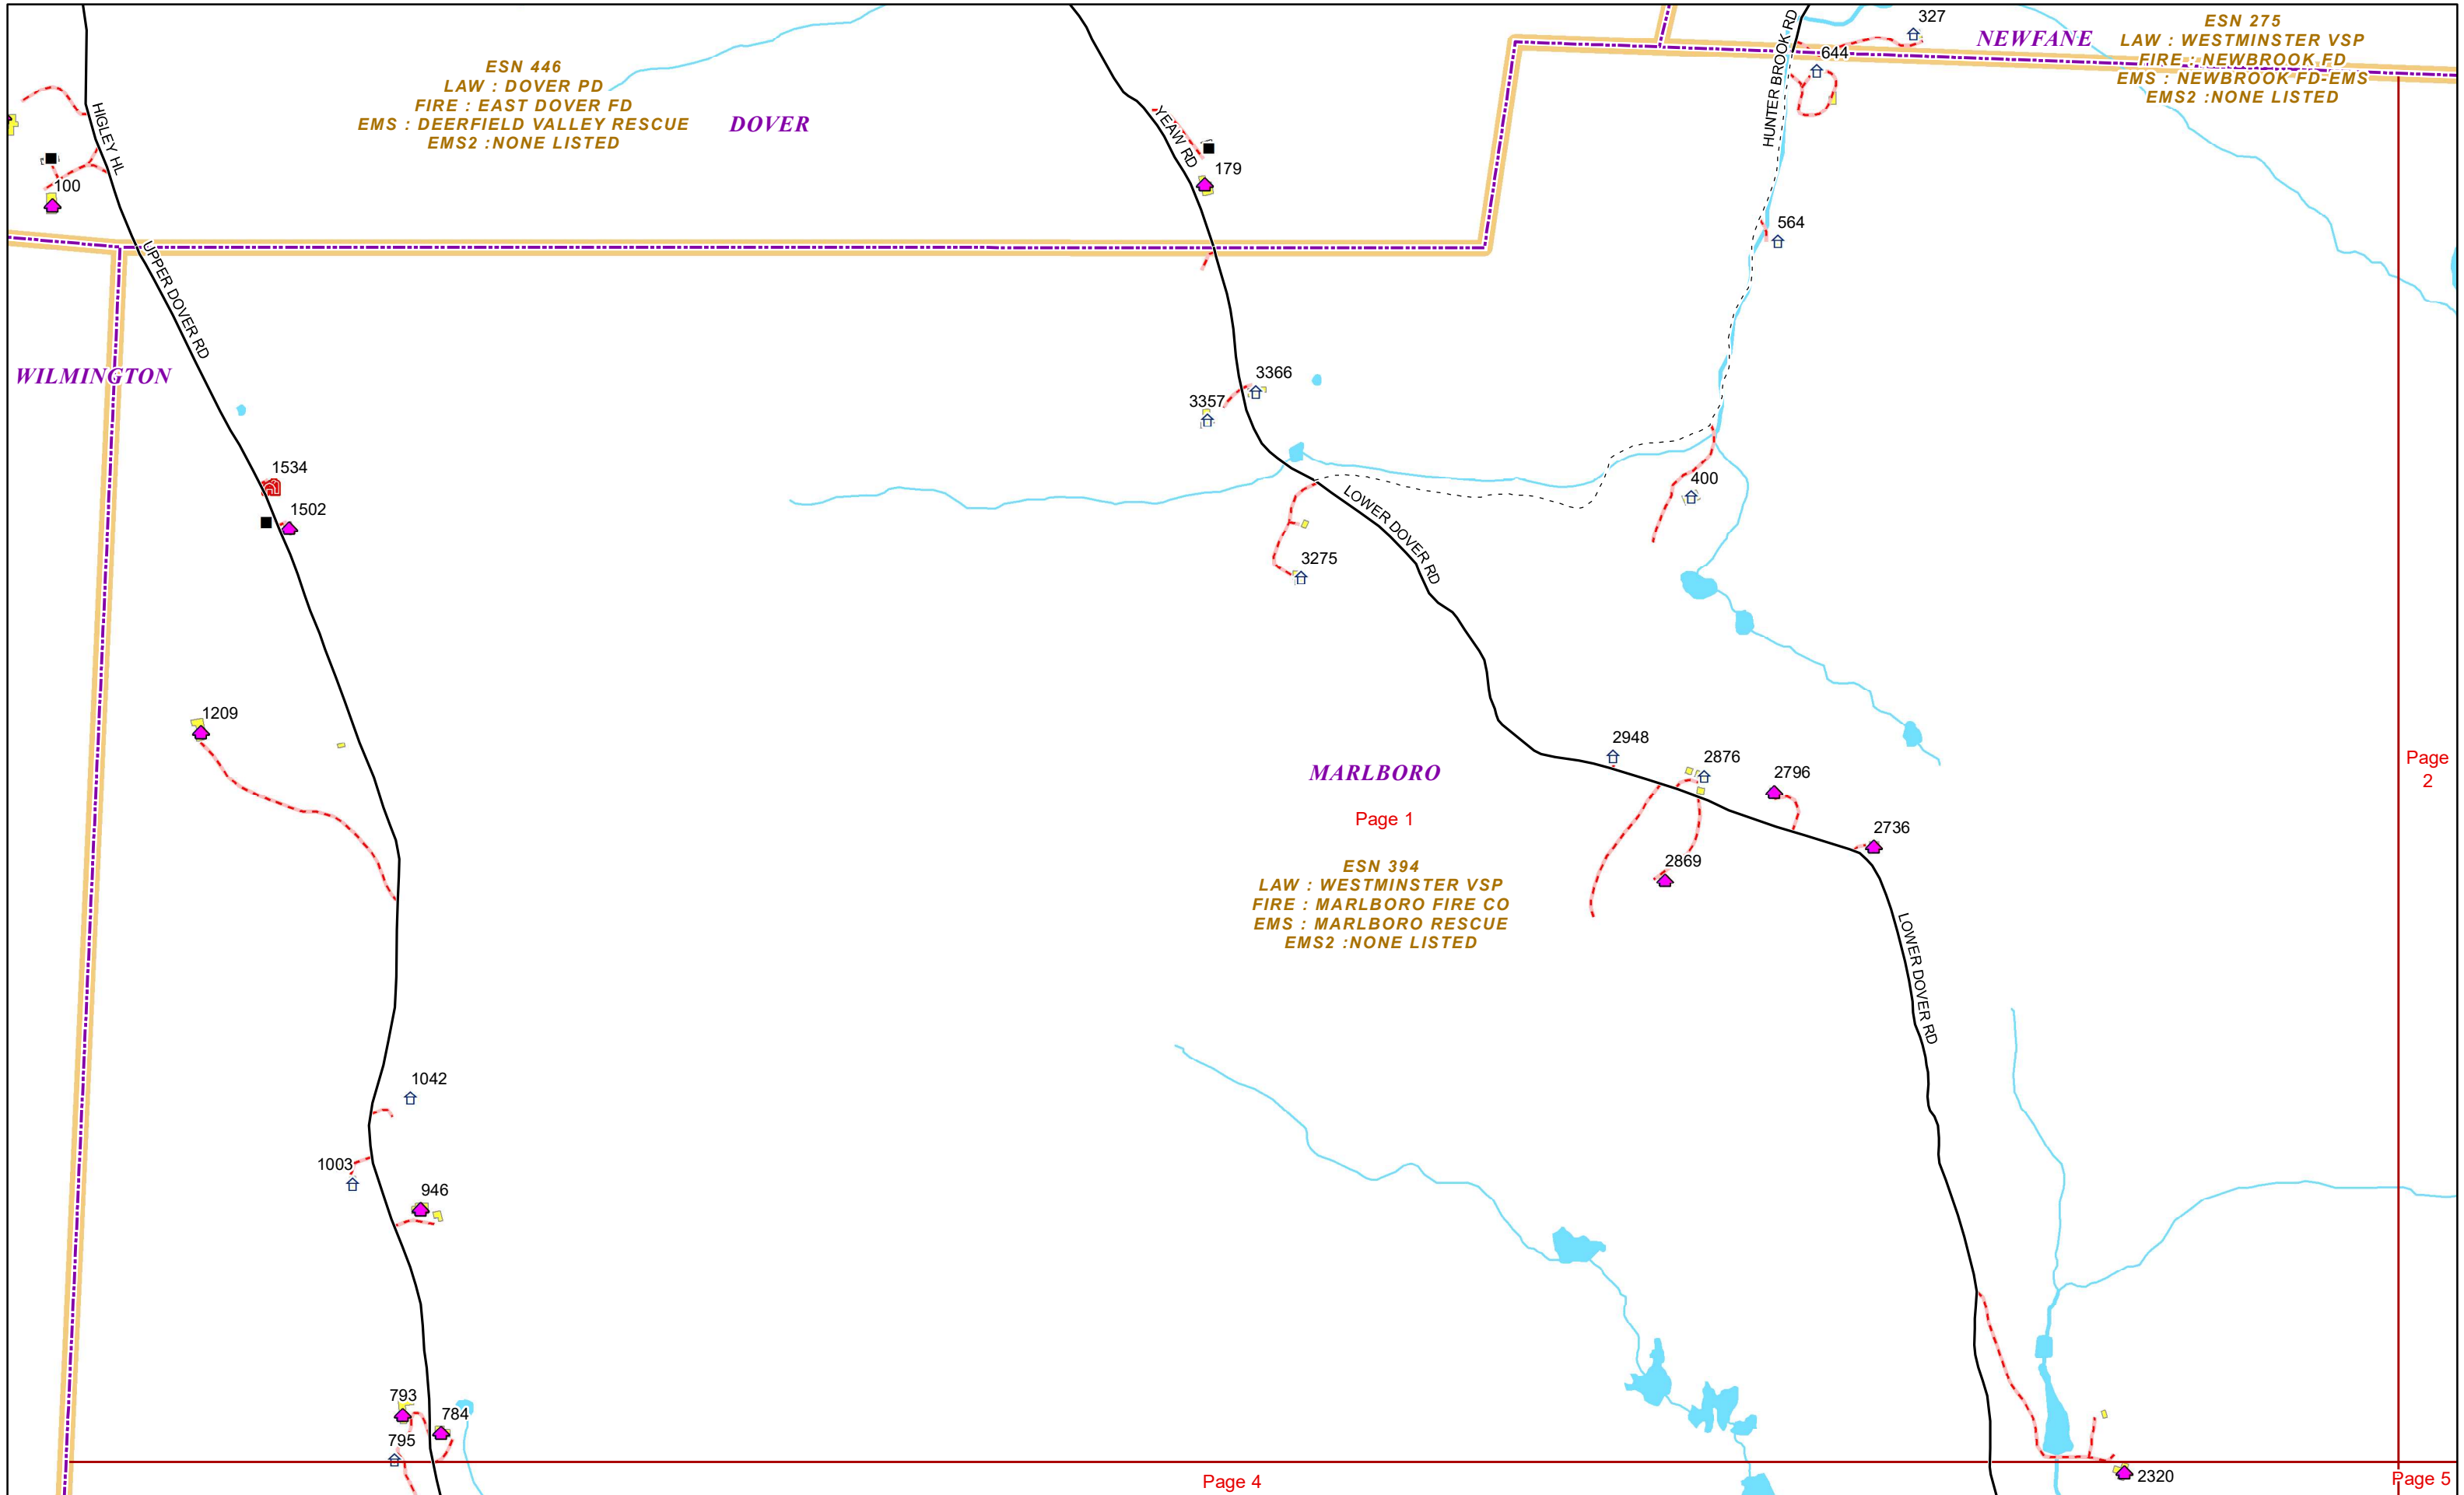 327
ESN 275
NEWFANE
LAW : WESTMINSTER VSP
FIRE : NEWBROOK FD
EMS : NEWBROOK FD-EMS
EMS2 :NONE LISTED
644
HUNTER BROOK RD
ESN 446
LAW : DOVER PD
FIRE : EAST DOVER FD
EMS : DEERFIELD VALLEY RESCUE
EMS2 :NONE LISTED
DOVER
HIGLEY HL
YEAW RD
179
100
564
UPPER DOVER RD
WILMINGTON
3366
3357
1534
1502
400
LOWER DOVER RD
3275
1209
2948
2876
2796
MARLBORO
Page 1
Page
2
2736
2869
ESN 394
LAW : WESTMINSTER VSP
FIRE : MARLBORO FIRE CO
EMS : MARLBORO RESCUE
EMS2 :NONE LISTED
LOWER DOVER RD
1042
1003
946
793
784
795
Page 4
2320
Page 5